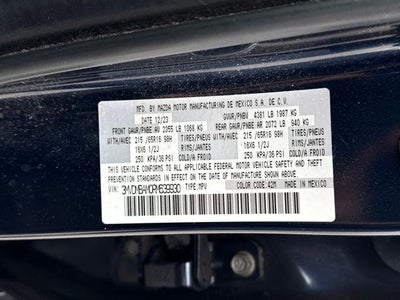 MFD. BY MAZDA MOTOR MANUFACTURING DE MEXICO S.A. DE C.V.
DATE 12/23 GVWR/PNBV 4381 LB 1987 KG
FRONT GAWR/PNBE AV 2355 LB 1068 KG REAR GAWR/PNBE AR 2072 LB 940 KG
WITH/AVEC 215 /65R16 98H TIRES/PNEUS WITH/AVEC 215 /65R16 98H TIRES/PNEUS
16X6 1/2J RIMS/JANTES 16X6 1/2J RIMS/JANTES
250 KPA/36 PSI COLD/A FROID 250 KPA/36 PSI COLD/A FROID
THIS VEHICLE CONFORMS TO ALL APPLICABLE FEDERAL MOTOR VEHICLE SAFETY AND THEFT
PREVENTION STANDARDS IN EFFECT ON THE DATE OF MANUFACTURE SHOWN ABOVE.
VIN: TYPE: MPV COLOR CODE: 42M MADE IN MEXICO